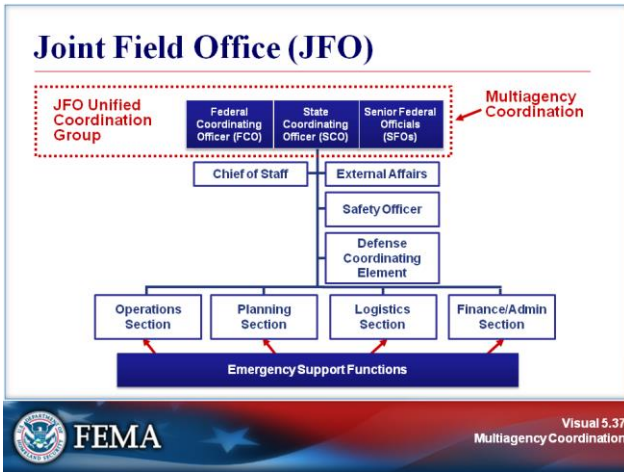 Joint Field Office (JFO)
JFO Unified
Coordination
Group
Federal
Coordinating
Officer (FCO)
State
Coordinating
Officer (SCO)
Senior Federal
Officials
(SFOs)
Multiagency
Coordination
Chief of Staff
External Affairs
Safety Officer
Defense
Coordinating
Element
Operations
Section
Planning
Section
Logistics
Section
Finance/Admin
Section
Emergency Support Functions
FEMA
Visual 5.37
Multiagency Coordination